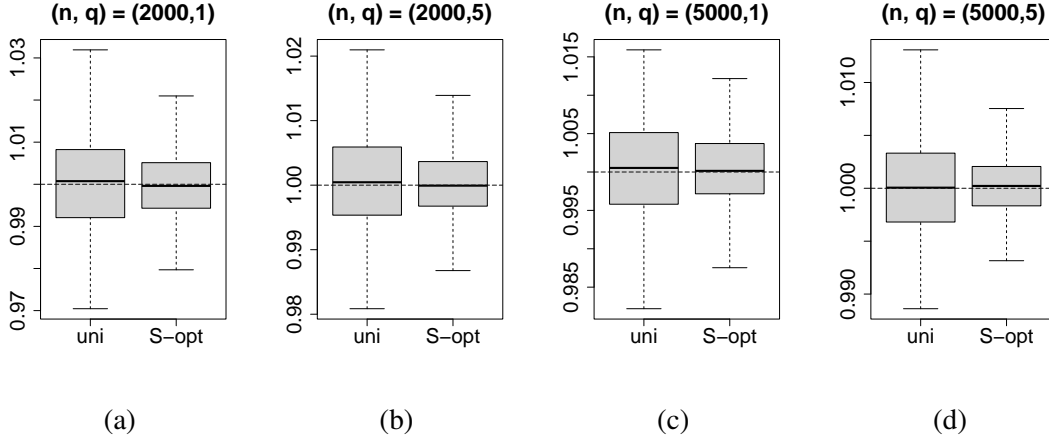 (n, q) = (2000,1)
0.97 0.99 1.01 1.03
uni S−opt
(a)
(n, q) = (2000,5)
0.98 0.99 1.00 1.01 1.02
uni S−opt
(b)
(n, q) = (5000,1)
0.985 0.995 1.005 1.015
uni S−opt
(c)
(n, q) = (5000,5)
0.990 1.000 1.010
uni S−opt
(d)